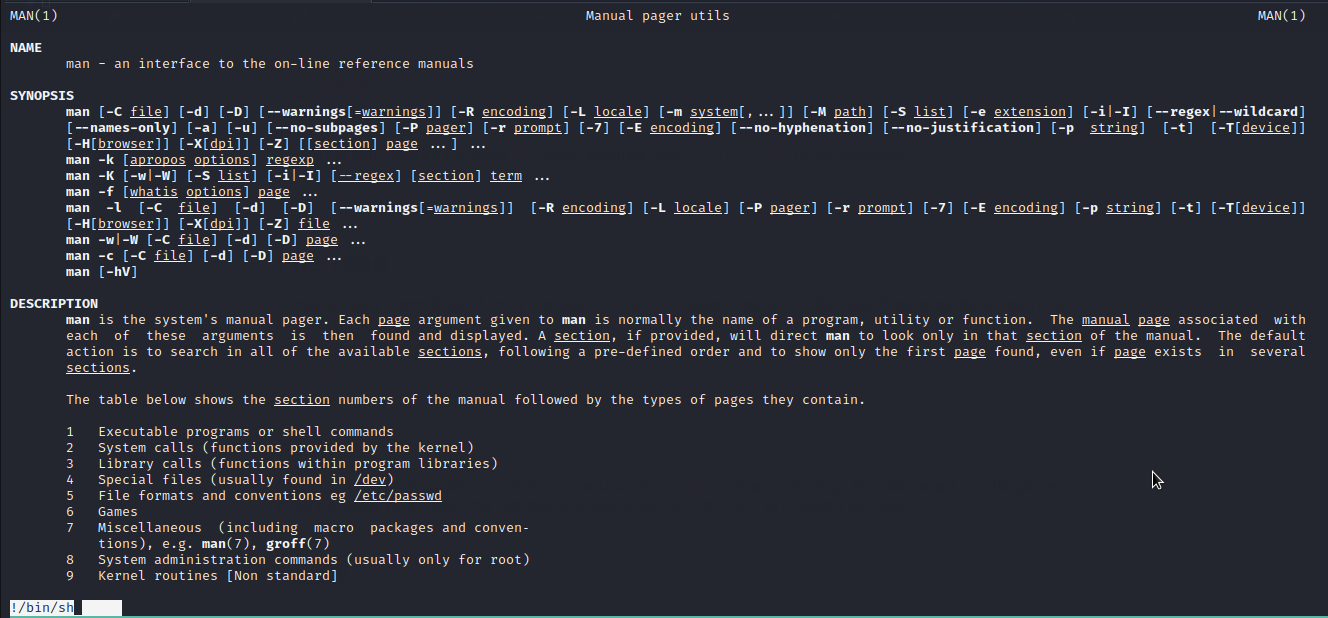 MAN(1) Manual pager utils MAN(1)
NAME
man - an interface to the on-line reference manuals
SYNOPSIS
man [-C file] [-d] [-D] [--warnings[=warnings]] [-R encoding] [-L locale] [-m system[,...]] [-M path] [-S list] [-e extension] [-i|-I] [--regex|--wildcard]
[--names-only] [-a] [-u] [--no-subpages] [-P pager] [-r prompt] [-7] [-E encoding] [--no-hyphenation] [--no-justification] [-p string] [-t] [-T[device]]
[-H[browser]] [-X[dpi]] [-Z] [[section] page ...] ...
man -k [apropos options] regexp ...
man -K [-w|-W] [-S list] [-i|-I] [--regex] [section] term ...
man -f [whatis options] page ...
man -l [-C file] [-d] [-D] [--warnings[=warnings]] [-R encoding] [-L locale] [-P pager] [-r prompt] [-7] [-E encoding] [-p string] [-t] [-T[device]]
[-H[browser]] [-X[dpi]] [-Z] file ...
man -w|-W [-C file] [-d] [-D] page ...
man -c [-C file] [-d] [-D] page ...
man [-hV]
DESCRIPTION
man is the system's manual pager. Each page argument given to man is normally the name of a program, utility or function. The manual page associated with
each of these arguments is then found and displayed. A section, if provided, will direct man to look only in that section of the manual. The default
action is to search in all of the available sections, following a pre-defined order and to show only the first page found, even if page exists in several
sections.
The table below shows the section numbers of the manual followed by the types of pages they contain.
1 Executable programs or shell commands
2 System calls (functions provided by the kernel)
3 Library calls (functions within program libraries)
4 Special files (usually found in /dev)
5 File formats and conventions eg /etc/passwd
6 Games
7 Miscellaneous (including macro packages and conven-
tions), e.g. man(7), groff(7)
8 System administration commands (usually only for root)
9 Kernel routines [Non standard]
!/bin/sh